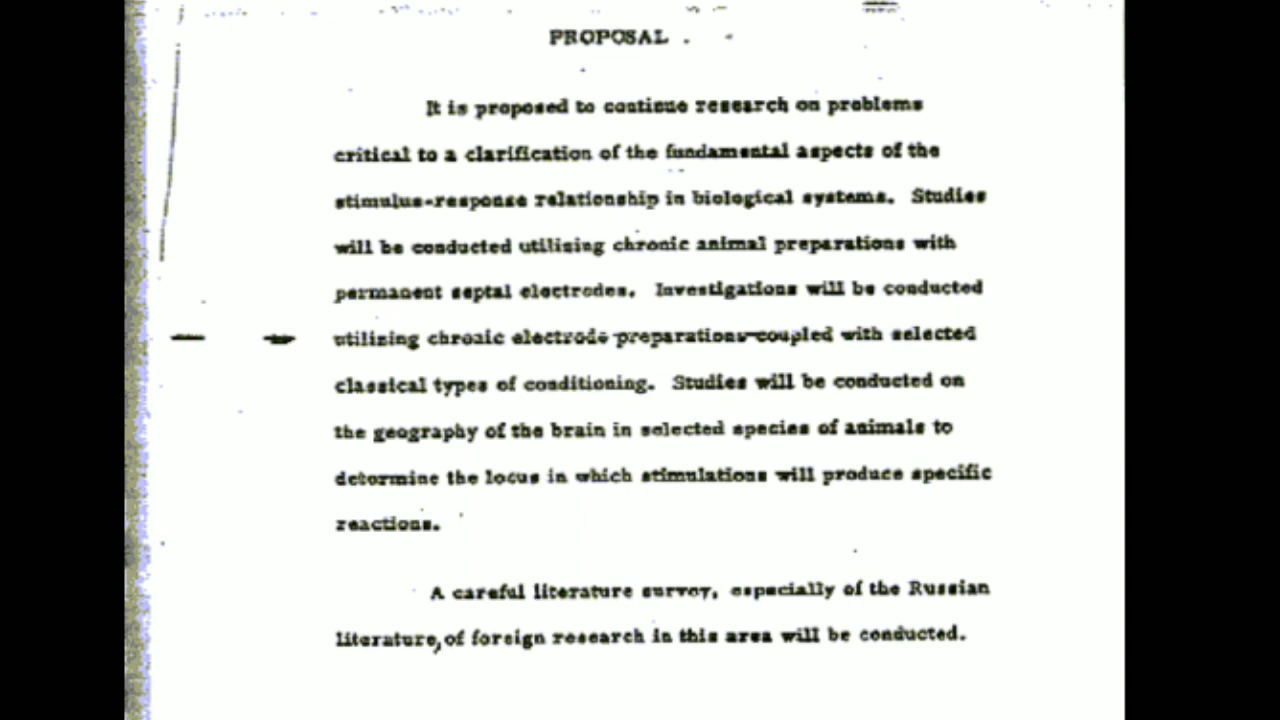 PROPOSAL
It is proposed to continue research on problems
critical to a clarification of the fundamental aspects of the
stimulus-response relationship in biological systems. Studies
will be conducted utilizing chronic animal preparations with
permanent septal electrodes. Investigations will be conducted
utilizing chronic electrode preparations coupled with selected
classical types of conditioning. Studies will be conducted on
the geography of the brain in selected species of animals to
determine the locus in which stimulations will produce specific
reactions.
A careful literature survey, especially of the Russian
literature, of foreign research in this area will be conducted.